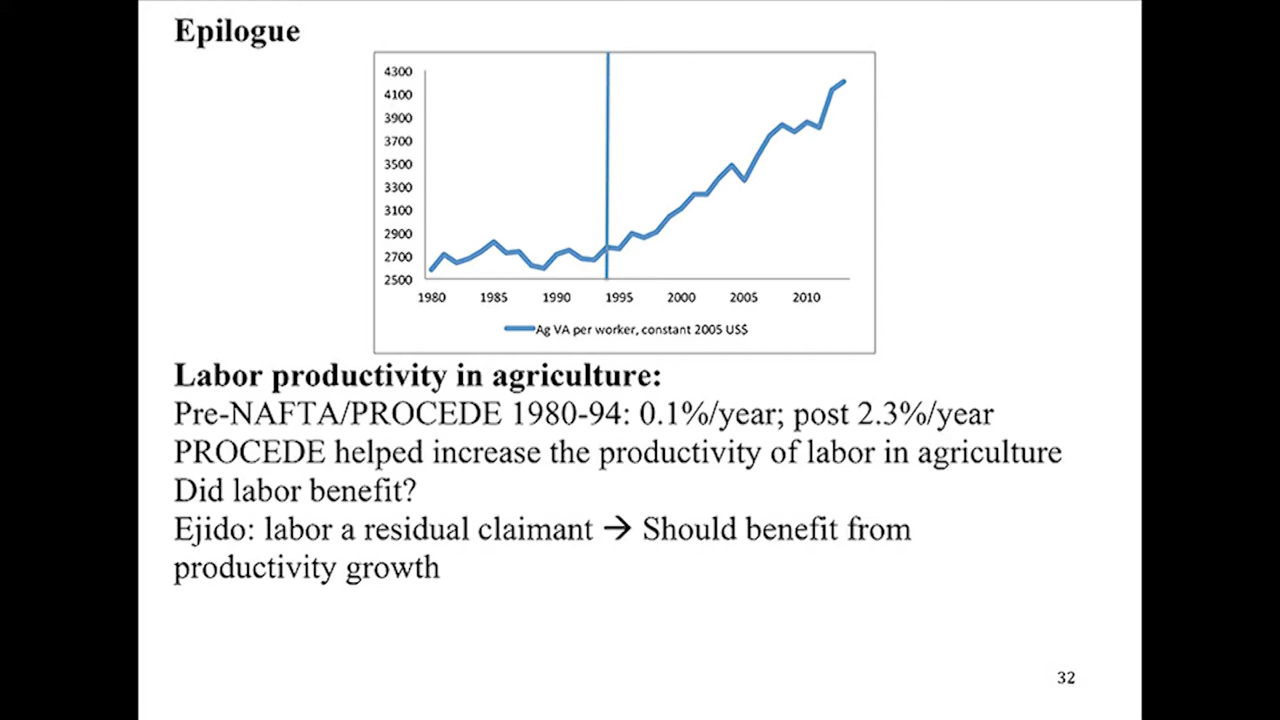 Epilogue
4300
4100
3900
3700
3500
3300
3100
2900
2700
2500
1980 1985 1990 1995 2000 2005 2010
Ag VA per worker, constant 2005 US$
Labor productivity in agriculture:
Pre-NAFTA/PROCEDE 1980-94: 0.1%/year; post 2.3%/year
PROCEDE helped increase the productivity of labor in agriculture
Did labor benefit?
Ejido: labor a residual claimant → Should benefit from
productivity growth
32